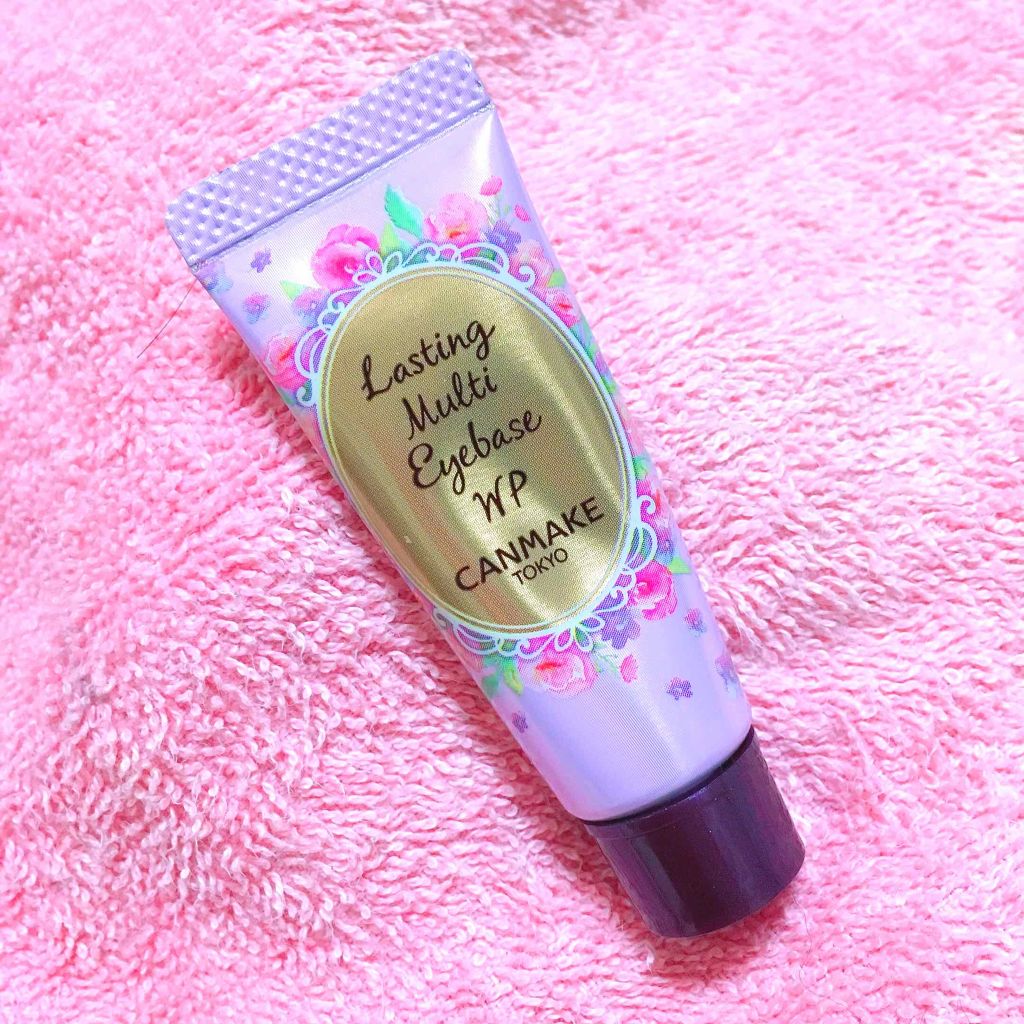 Lasting
Multi
Eyebase
WP
CANMAKE
TOKYO